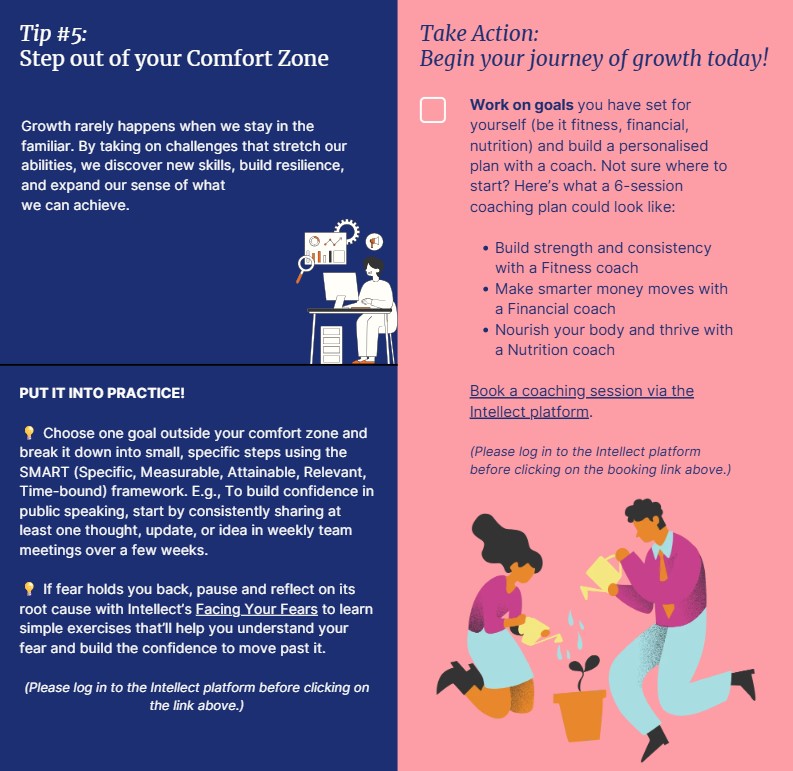 Tip #5:
Step out of your Comfort Zone
Growth rarely happens when we stay in the
familiar. By taking on challenges that stretch our
abilities, we discover new skills, build resilience,
and expand our sense of what
we can achieve.
PUT IT INTO PRACTICE!
💡 Choose one goal outside your comfort zone and
break it down into small, specific steps using the
SMART (Specific, Measurable, Attainable, Relevant,
Time-bound) framework. E.g., To build confidence in
public speaking, start by consistently sharing at
least one thought, update, or idea in weekly team
meetings over a few weeks.
💡 If fear holds you back, pause and reflect on its
root cause with Intellect's Facing Your Fears to learn
simple exercises that'll help you understand your
fear and build the confidence to move past it.
(Please log in to the Intellect platform before clicking on
the link above.)
Take Action:
Begin your journey of growth today!
Work on goals you have set for
yourself (be it fitness, financial,
nutrition) and build a personalised
plan with a coach. Not sure where to
start? Here's what a 6-session
coaching plan could look like:
• Build strength and consistency
with a Fitness coach
• Make smarter money moves with
a Financial coach
• Nourish your body and thrive with
a Nutrition coach
Book a coaching session via the
Intellect platform.
(Please log in to the Intellect platform
before clicking on the booking link above.)